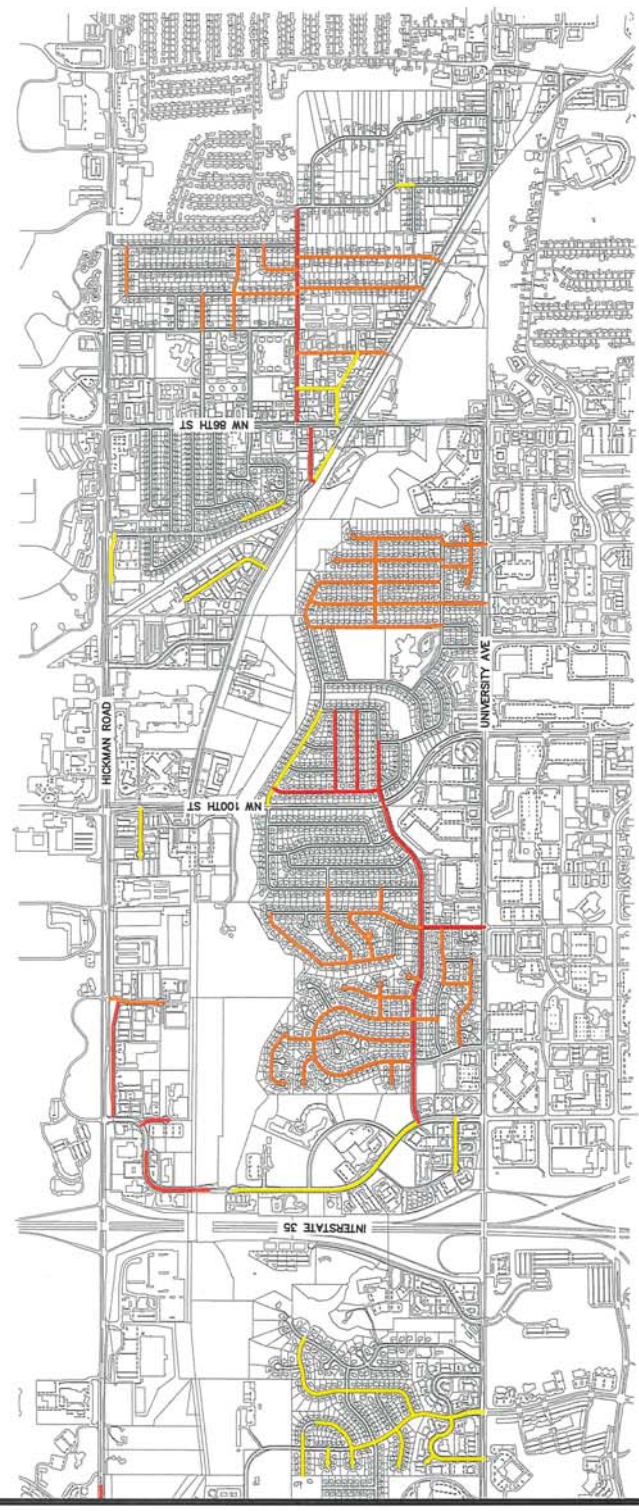 NW 86TH ST
HICKMAN ROAD
UNIVERSITY AVE
NW 100TH ST
INTERSTATE 35